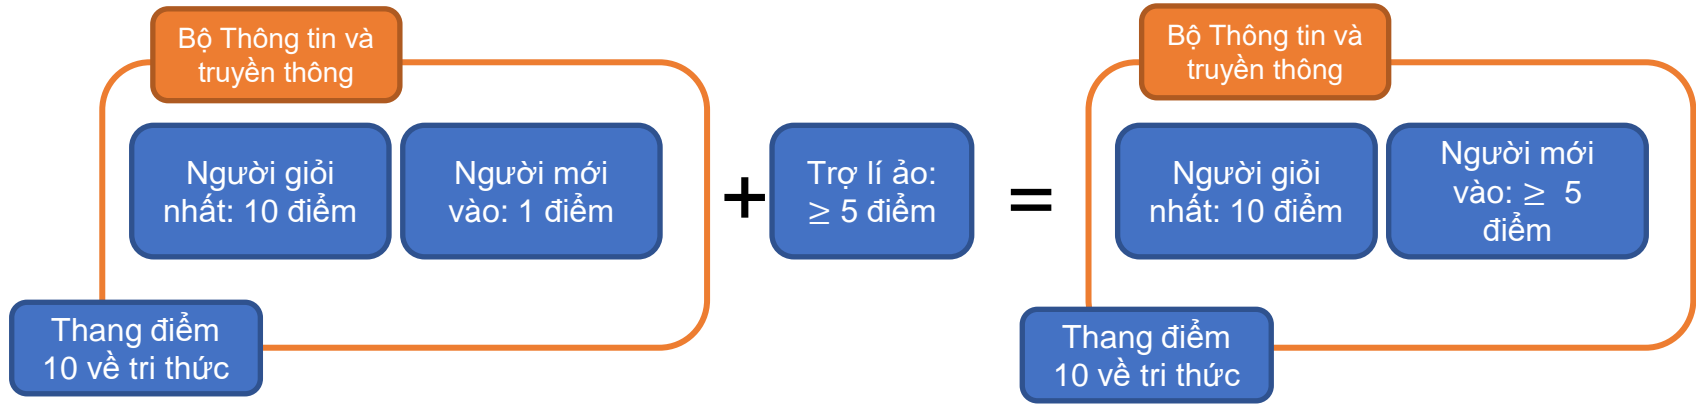 Bộ Thông tin và
truyền thông
Người giỏi
nhất: 10 điểm
Người mới
vào: 1 điểm
Thang điểm
10 về tri thức
+
Trợ lí ảo:
≥ 5 điểm
=
Bộ Thông tin và
truyền thông
Người giỏi
nhất: 10 điểm
Người mới
vào: ≥ 5
điểm
Thang điểm
10 về tri thức